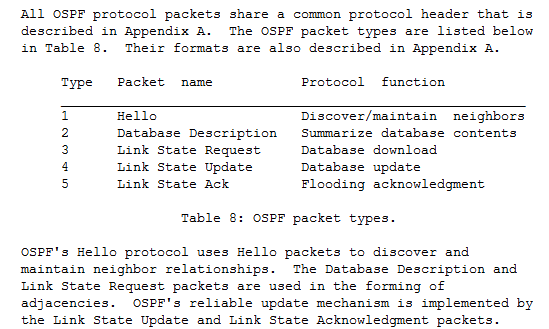 All OSPF protocol packets share a common protocol header that is
described in Appendix A.  The OSPF packet types are listed below
in Table 8.  Their formats are also described in Appendix A.
Type   Packet  name           Protocol  function
1      Hello                  Discover/maintain  neighbors
2      Database Description   Summarize database contents
3      Link State Request     Database download
4      Link State Update      Database update
5      Link State Ack         Flooding acknowledgment
Table 8: OSPF packet types.
OSPF's Hello protocol uses Hello packets to discover and
maintain neighbor relationships.  The Database Description and
Link State Request packets are used in the forming of
adjacencies.  OSPF's reliable update mechanism is implemented by
the Link State Update and Link State Acknowledgment packets.